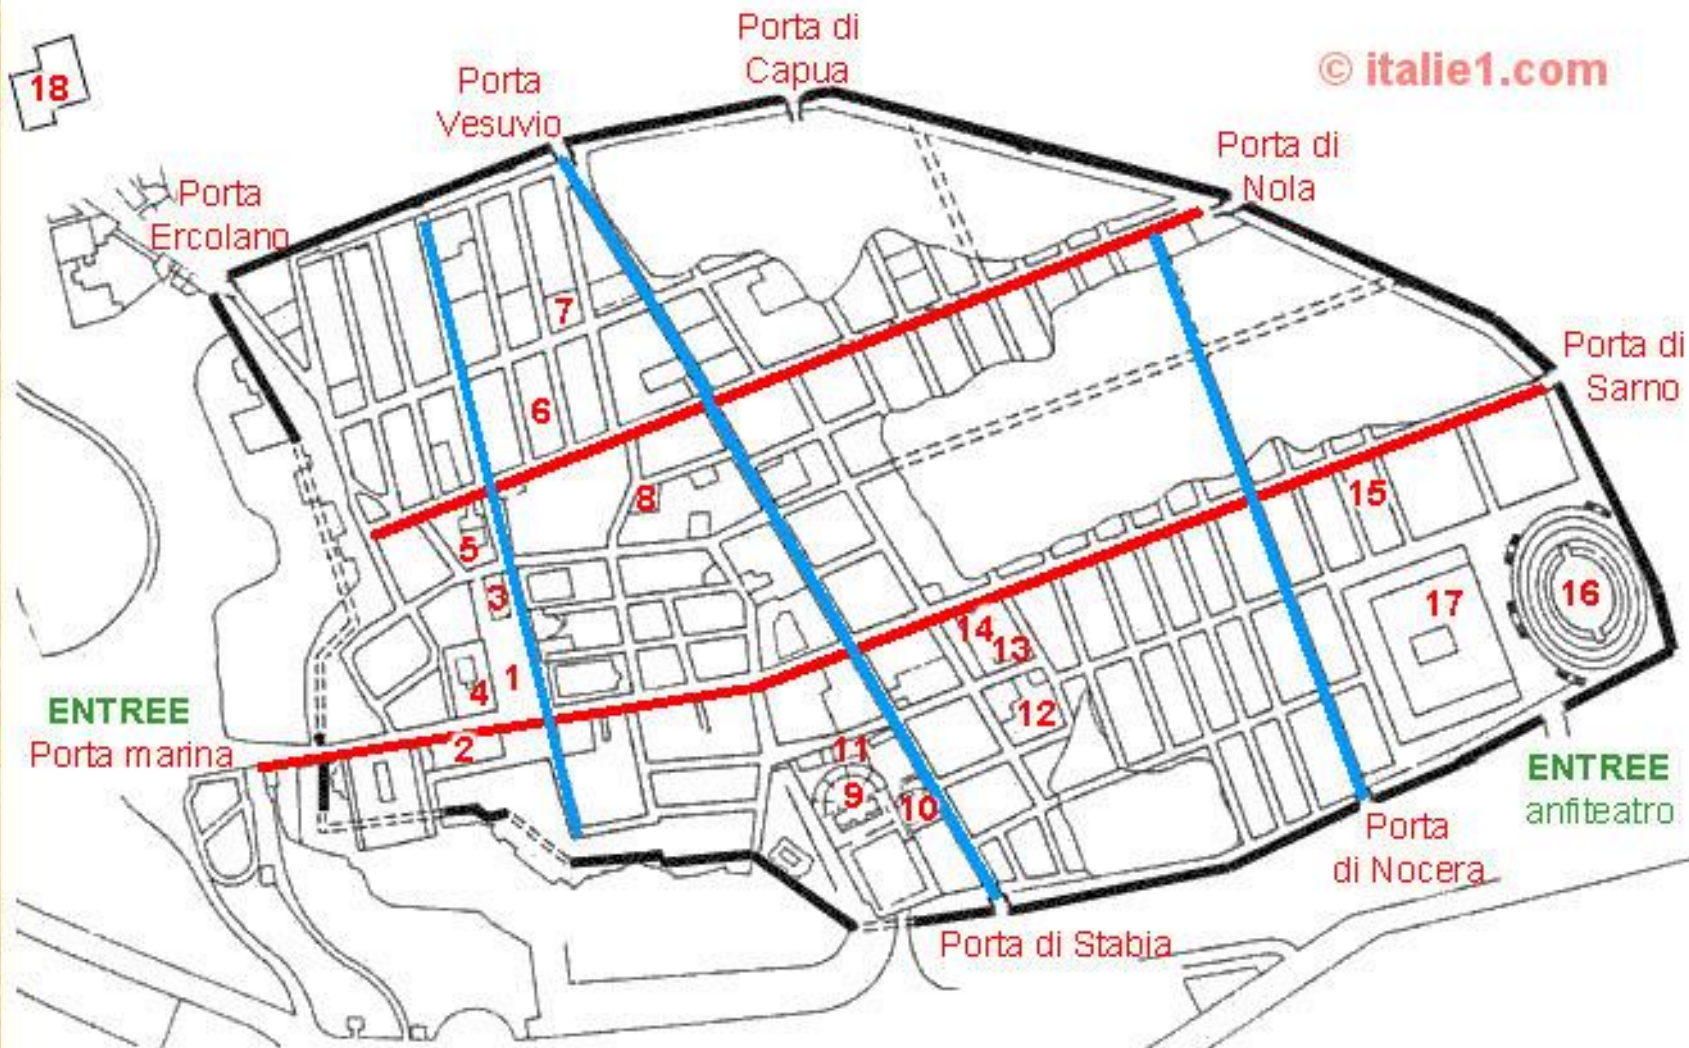 Porta di
Capua
© italie1.com
18
Porta
Vesuvio
Porta di
Nola
Porta
Ercolano
7
Porta di
Sarno
6
8
15
5
3
16
17
14
13
1
4
12
ENTREE
Porta marina
2
11
9
10
ENTREE
anfiteatro
Porta
di Nocera
Porta di Stabia